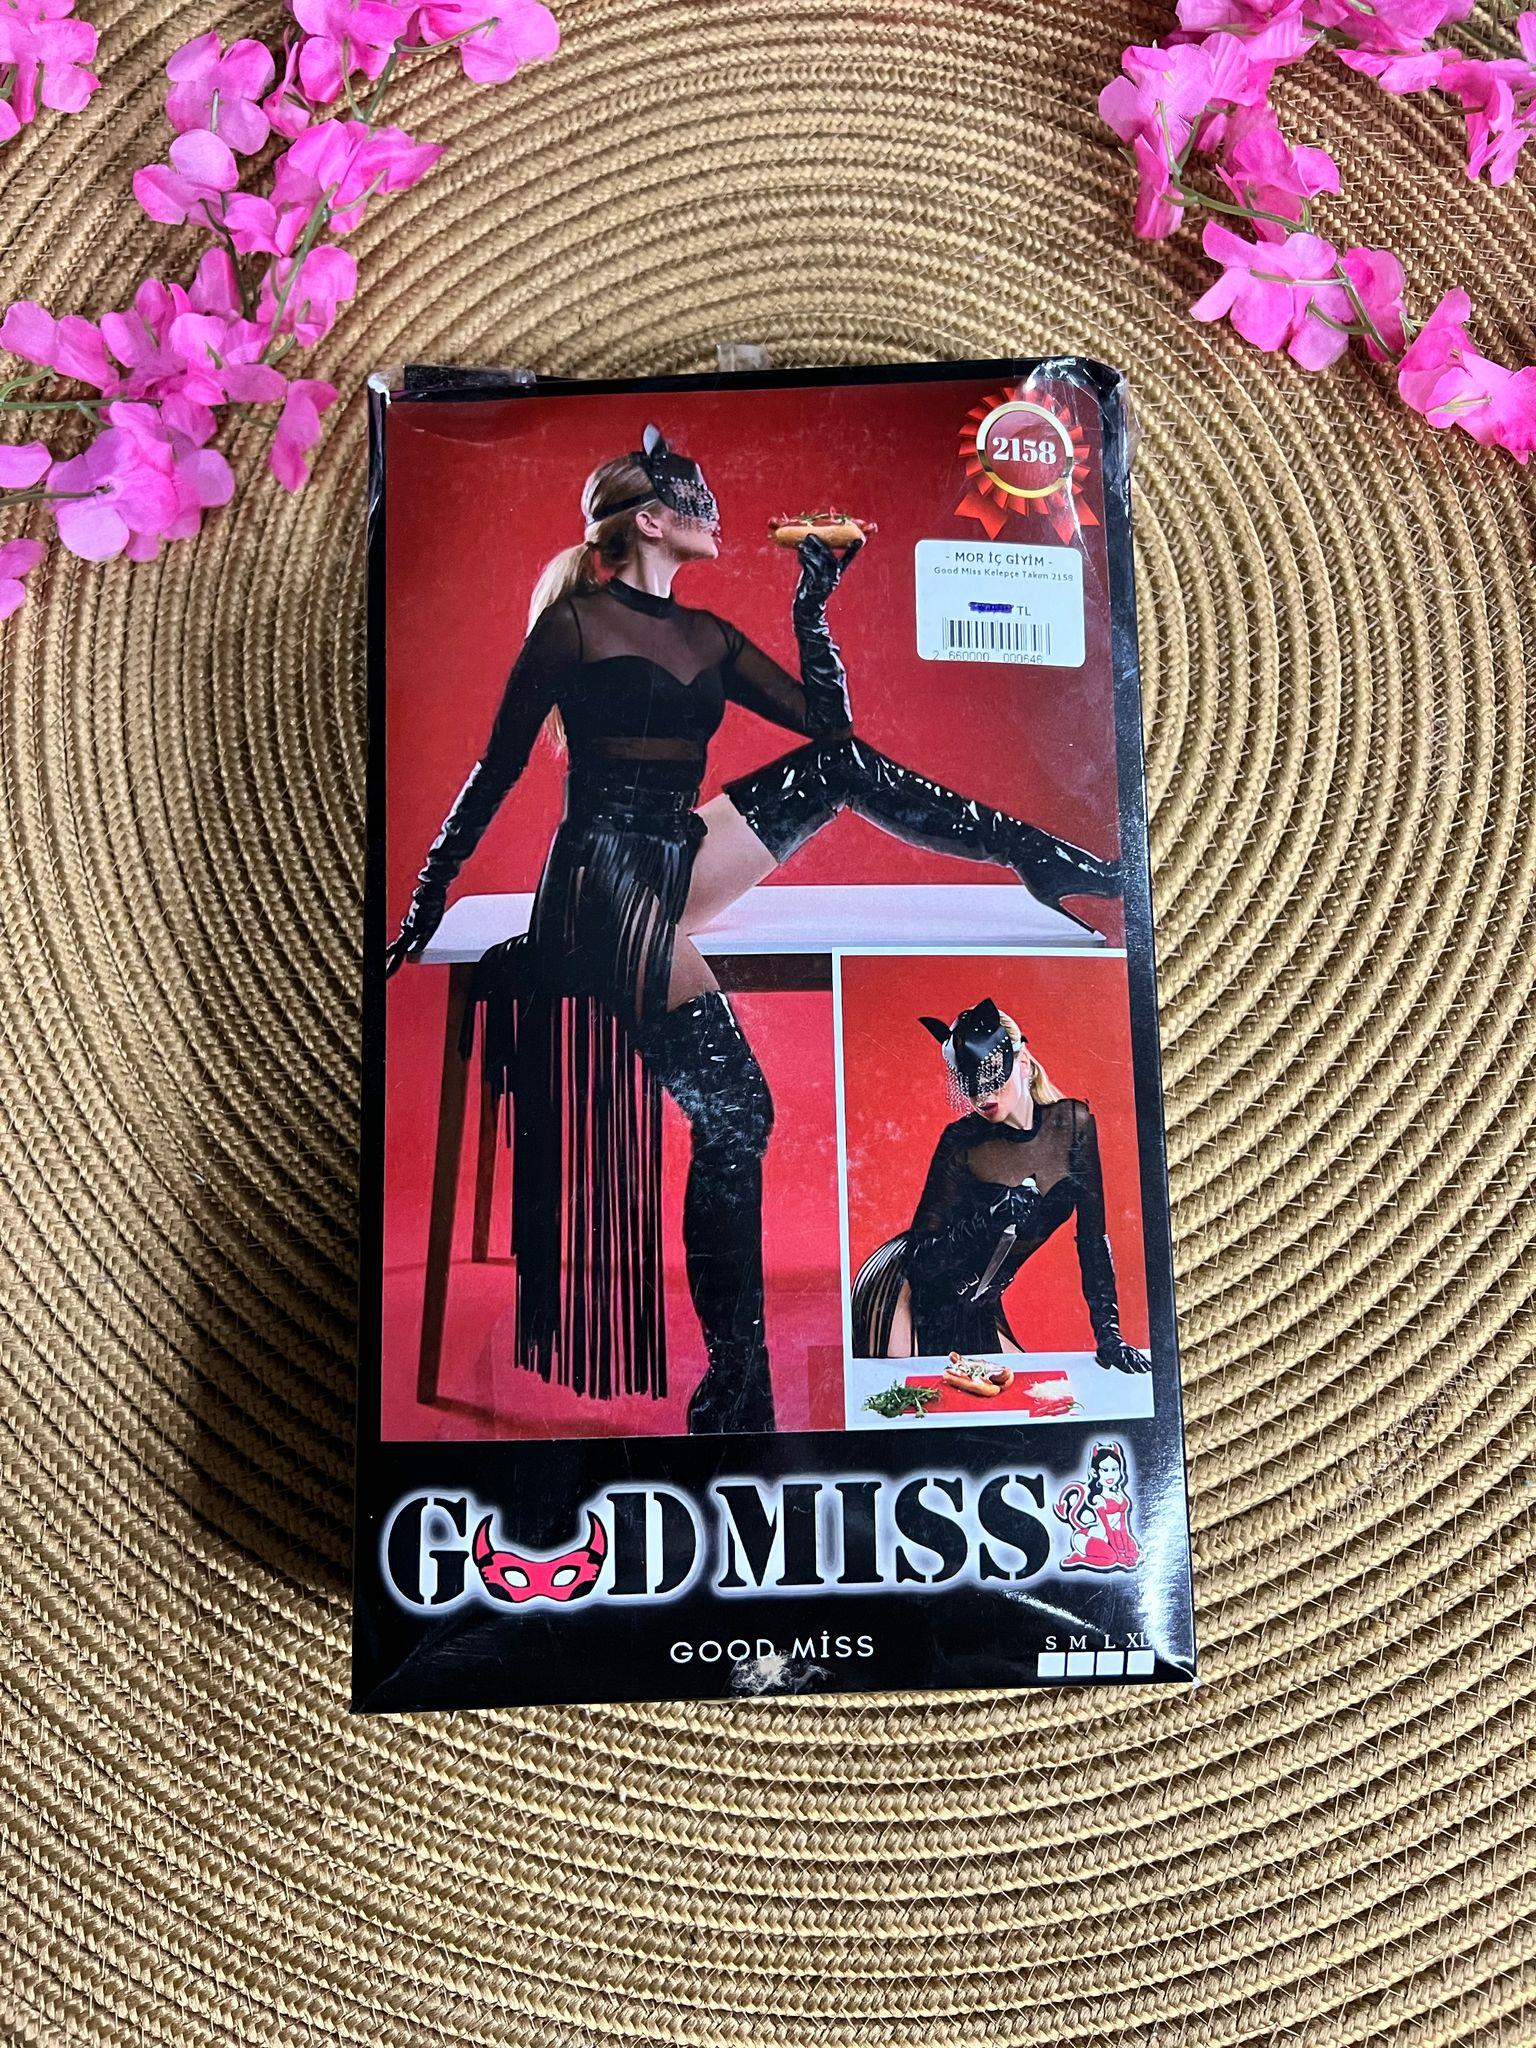 2158
- MOR İÇ GİYİM -
Good Miss Kelepçe Takım 2158
TL
2 660000 000646
GOOD MISS
GOOD MİSS
S M L XL